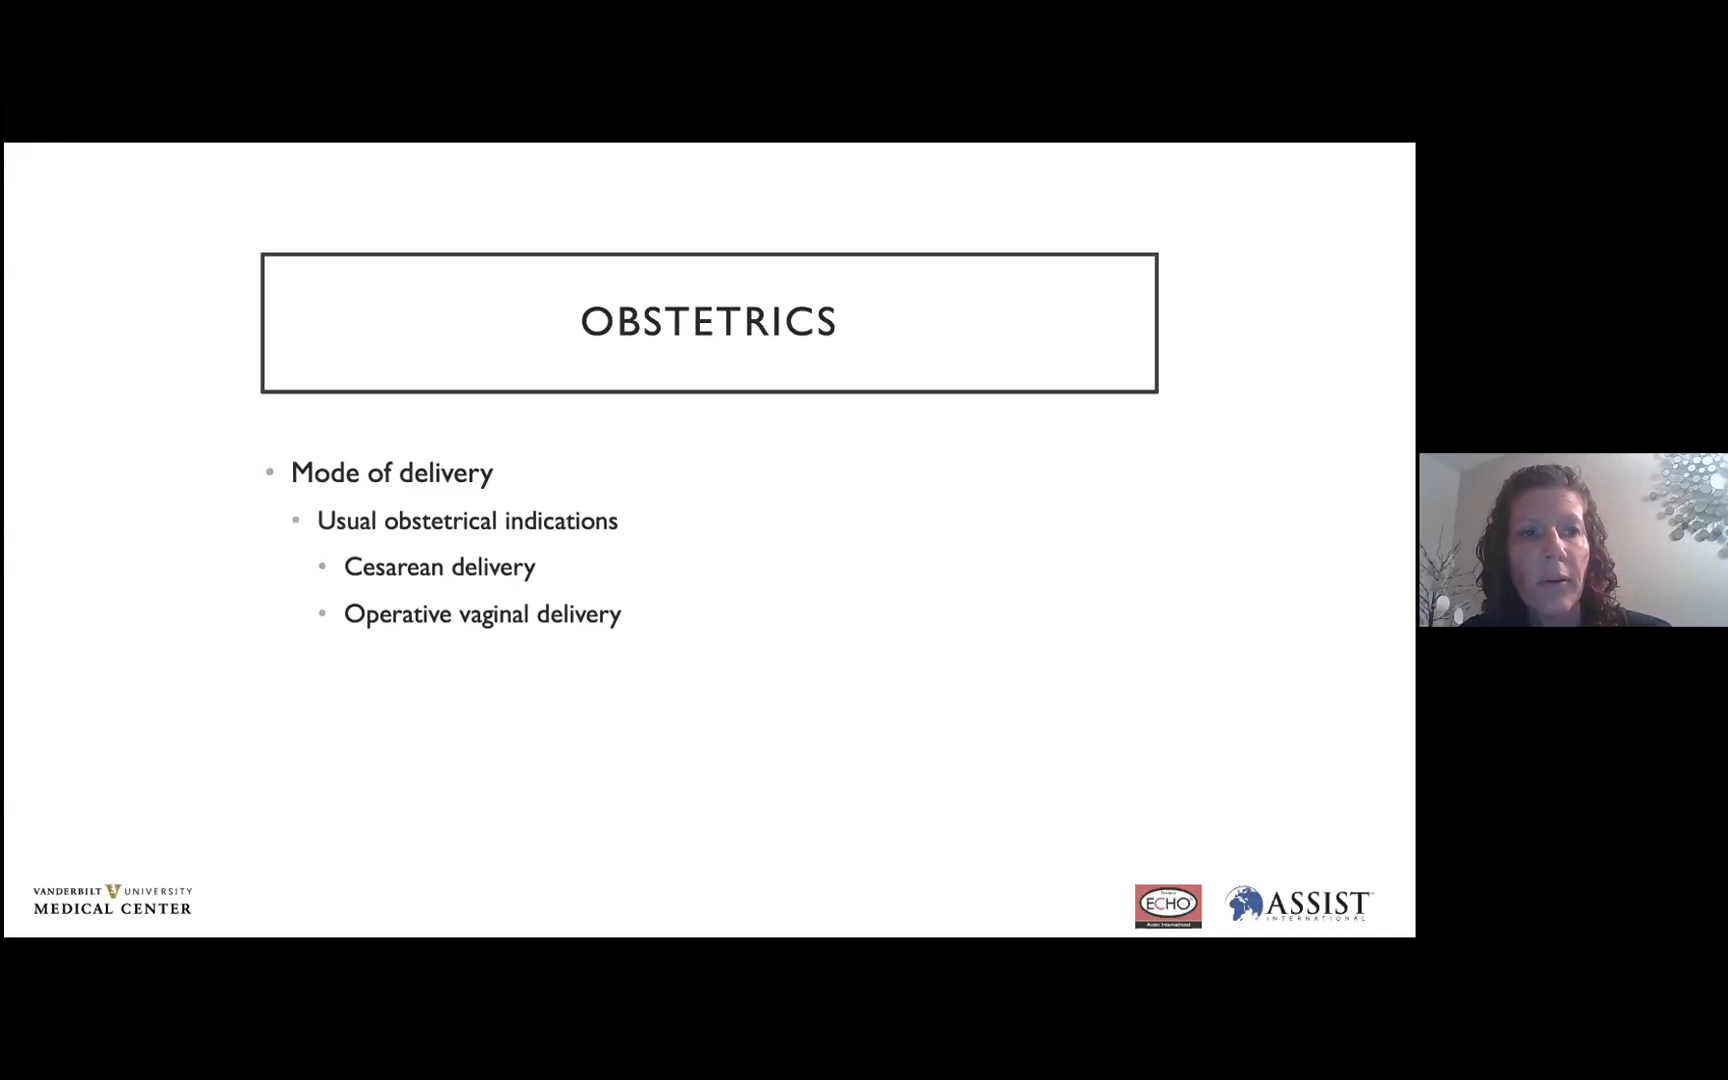 OBSTETRICS
Mode of delivery
Usual obstetrical indications
Cesarean delivery
Operative vaginal delivery
VANDERBILT UNIVERSITY
MEDICAL CENTER
ECHO
ASSIST
INTERNATIONAL